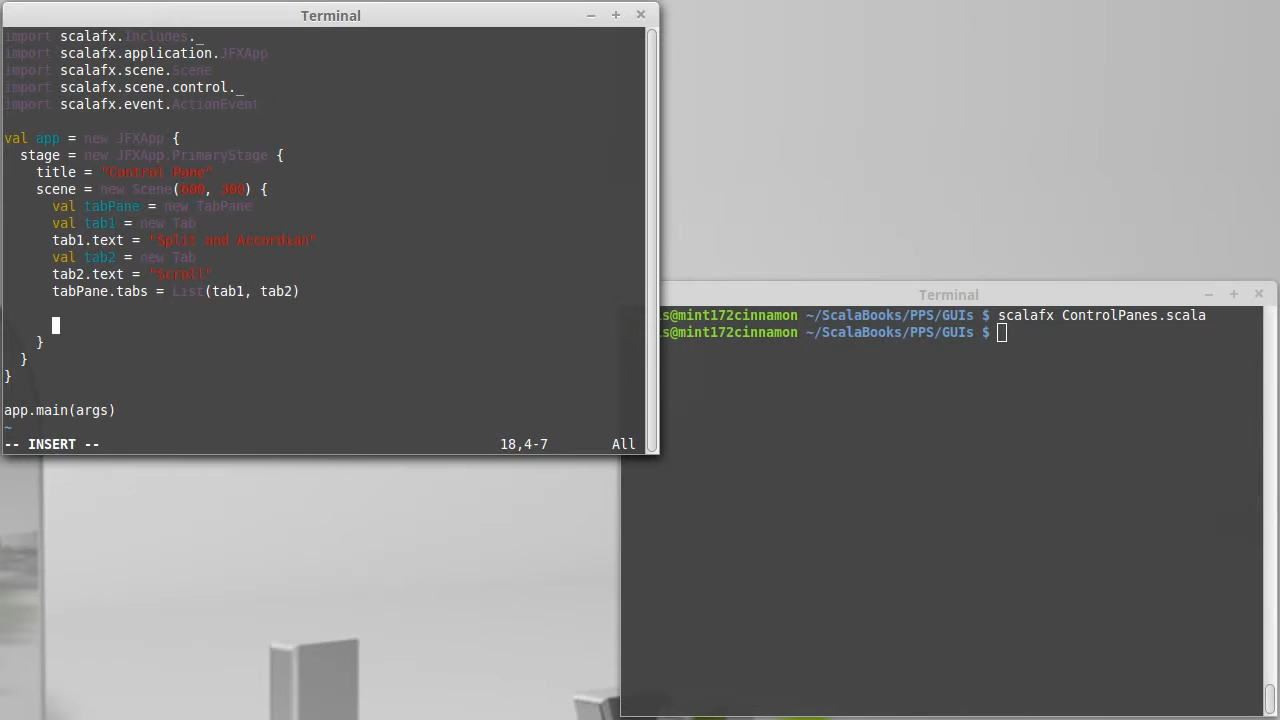 Terminal
import scalafx.Includes._
import scalafx.application.JFXApp
import scalafx.scene.Scene
import scalafx.scene.control._
import scalafx.event.ActionEvent
val app = new JFXApp {
stage = new JFXApp.PrimaryStage {
title = "Control Pane"
scene = new Scene(600, 300) {
val tabPane = new TabPane
val tab1 = new Tab
tab1.text = "Split and Accordian"
val tab2 = new Tab
tab2.text = "Scroll"
tabPane.tabs = List(tab1, tab2)
}
}
}
app.main(args)
~
-- INSERT -- 18,4-7 All
Terminal
s@mint172cinnamon ~/ScalaBooks/PPS/GUIs $ scalafx ControlPanes.scala
s@mint172cinnamon ~/ScalaBooks/PPS/GUIs $